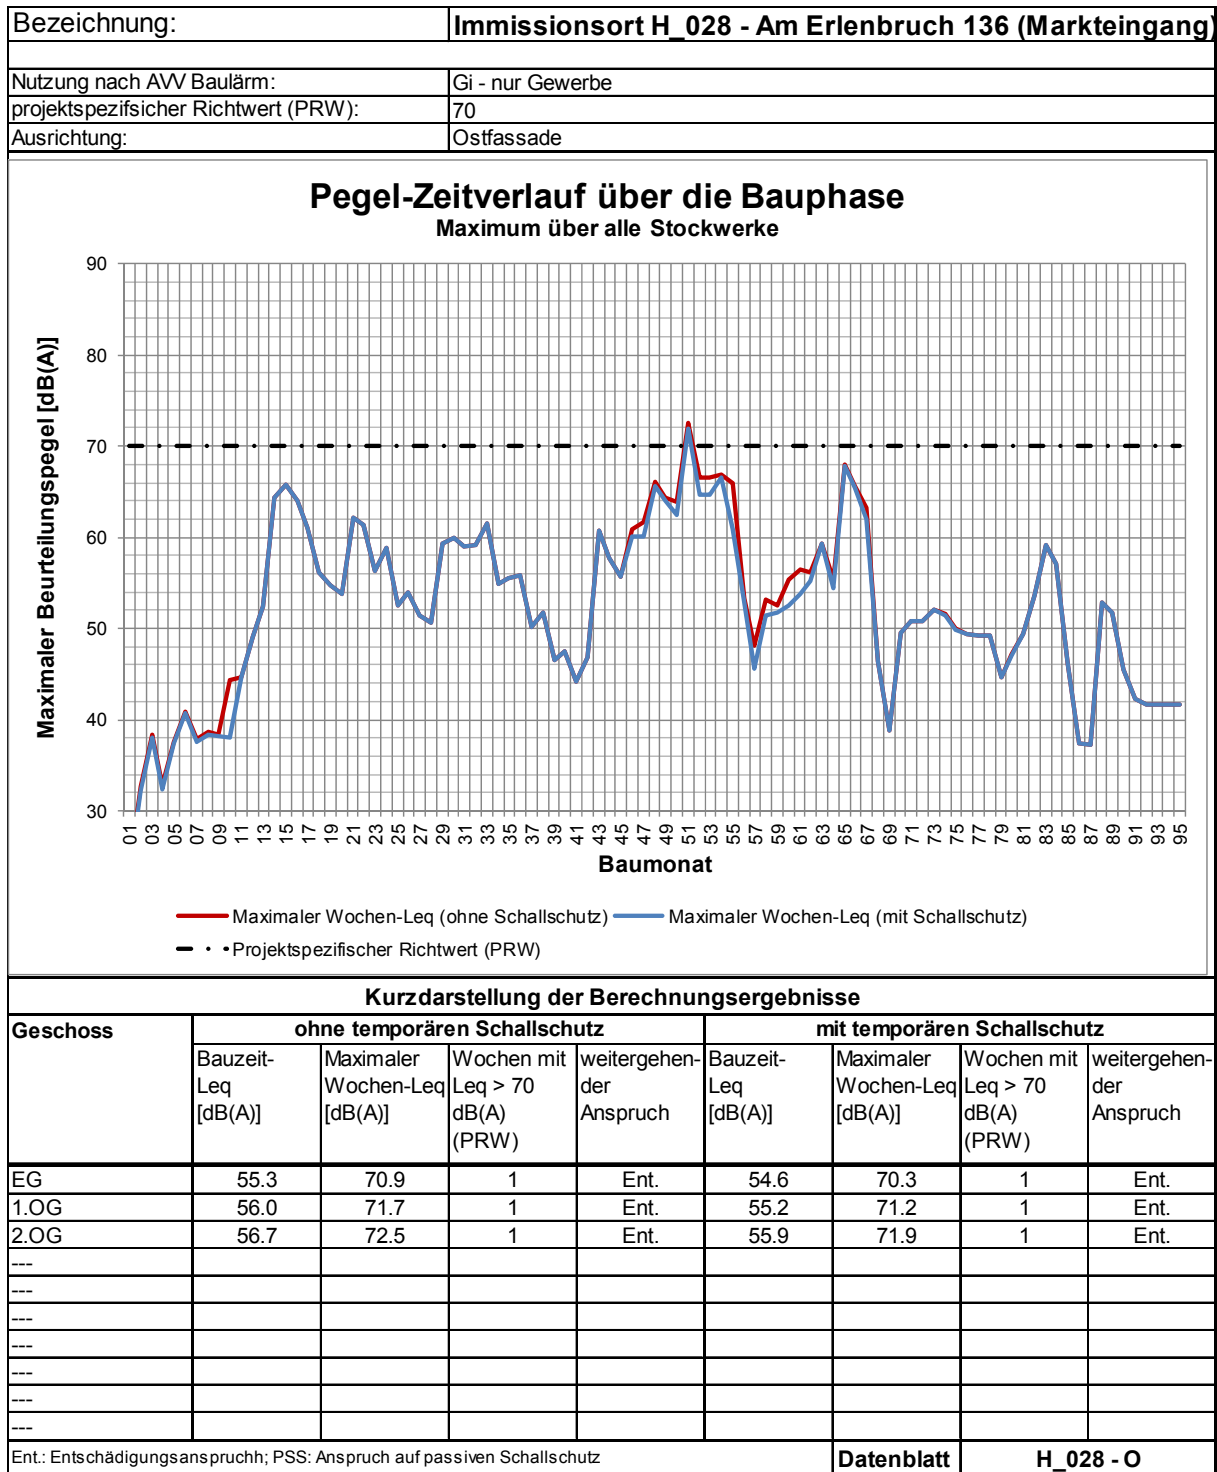 Bezeichnung: Immissionsort H_028 - Am Erlenbruch 136 (Markteingang)
Nutzung nach AVV Baulärm: Gi - nur Gewerbe
projektspezifsicher Richtwert (PRW): 70
Ausrichtung: Ostfassade
Pegel-Zeitverlauf über die Bauphase
Maximum über alle Stockwerke
Maximaler Beurteilungspegel [dB(A)]
90
80
70
60
50
40
30
01 03 05 07 09 11 13 15 17 19 21 23 25 27 29 31 33 35 37 39 41 43 45 47 49 51 53 55 57 59 61 63 65 67 69 71 73 75 77 79 81 83 85 87 89 91 93 95
Baumonat
Maximaler Wochen-Leq (ohne Schallschutz) Maximaler Wochen-Leq (mit Schallschutz)
Projektspezifischer Richtwert (PRW)
Kurzdarstellung der Berechnungsergebnisse
Geschoss ohne temporären Schallschutz mit temporären Schallschutz
Bauzeit- Maximaler Wochen mit weitergehen- Bauzeit- Maximaler Wochen mit weitergehen-
Leq Wochen-Leq Leq > 70 der Leq Wochen-Leq Leq > 70 der
[dB(A)] [dB(A)] dB(A) Anspruch [dB(A)] [dB(A)] dB(A) Anspruch
(PRW) (PRW)
EG 55.3 70.9 1 Ent. 54.6 70.3 1 Ent.
1.OG 56.0 71.7 1 Ent. 55.2 71.2 1 Ent.
2.OG 56.7 72.5 1 Ent. 55.9 71.9 1 Ent.
---
---
---
---
---
---
---
Ent.: Entschädigungsanspruchh; PSS: Anspruch auf passiven Schallschutz Datenblatt H_028 - O